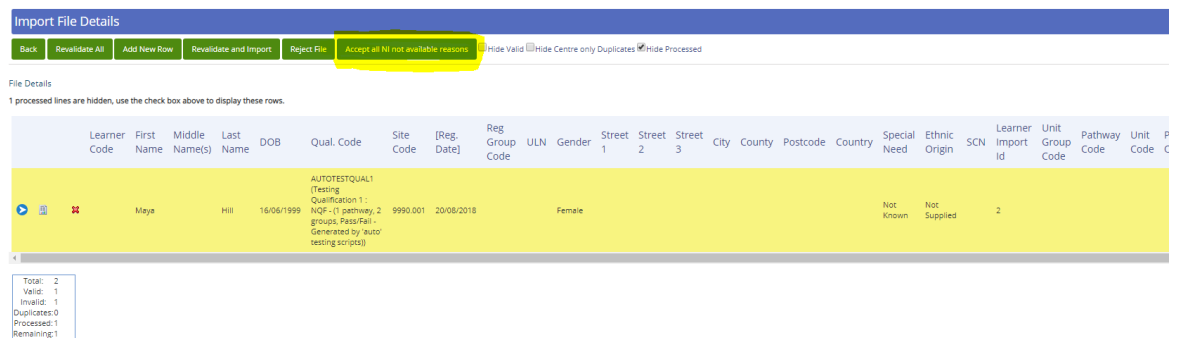 Import File Details
Back Revalidate All Add New Row Revalidate and Import Reject File Accept all NI not available reasons Hide Valid Hide Centre only Duplicates Hide Processed
File Details
1 processed lines are hidden, use the check box above to display these rows.
Learner Code First Name Middle Name(s) Last Name DOB Qual. Code Site Code [Reg. Date] Reg Group Code ULN Gender Street 1 Street 2 Street 3 City County Postcode Country Special Need Ethnic Origin SCN Learner Import Id Unit Group Code Pathway Code Unit Code
Maya Hill 16/06/1999 AUTOTESTQUAL1 (Testing Qualification 1 : NQF - (1 pathway, 2 groups, Pass/Fail - Generated by 'auto' testing scripts)) 9990.001 20/08/2018 Female Not Known Not Supplied 2
Total: 2
Valid: 1
Invalid: 1
Duplicates:0
Processed:1
Remaining:1